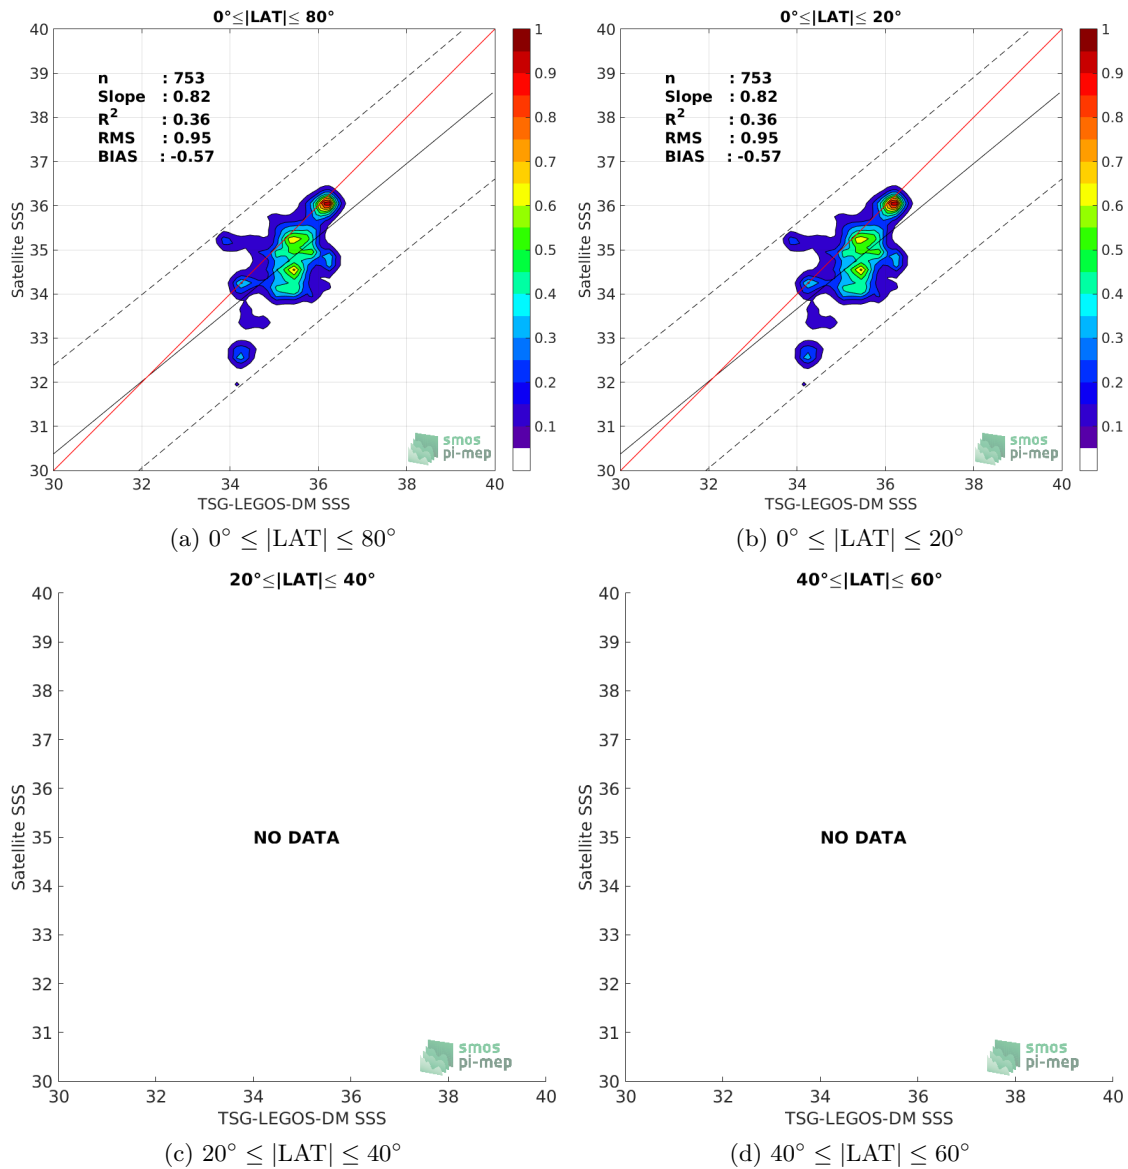 0°≤|LAT|≤ 80°
40
39
38
37
36
35
34
33
32
31
30
Satellite SSS
n : 753
Slope : 0.82
R2 : 0.36
RMS : 0.95
BIAS : -0.57
smos
pi-mep
30 32 34 36 38 40
TSG-LEGOS-DM SSS
1
0.9
0.8
0.7
0.6
0.5
0.4
0.3
0.2
0.1
(a) 0° ≤ |LAT| ≤ 80°
0°≤|LAT|≤ 20°
40
39
38
37
36
35
34
33
32
31
30
Satellite SSS
n : 753
Slope : 0.82
R2 : 0.36
RMS : 0.95
BIAS : -0.57
smos
pi-mep
30 32 34 36 38 40
TSG-LEGOS-DM SSS
1
0.9
0.8
0.7
0.6
0.5
0.4
0.3
0.2
0.1
(b) 0° ≤ |LAT| ≤ 20°
20°≤|LAT|≤ 40°
40
39
38
37
36
35
34
33
32
31
30
Satellite SSS
NO DATA
smos
pi-mep
30 32 34 36 38 40
TSG-LEGOS-DM SSS
(c) 20° ≤ |LAT| ≤ 40°
40°≤|LAT|≤ 60°
40
39
38
37
36
35
34
33
32
31
30
Satellite SSS
NO DATA
smos
pi-mep
30 32 34 36 38 40
TSG-LEGOS-DM SSS
(d) 40° ≤ |LAT| ≤ 60°